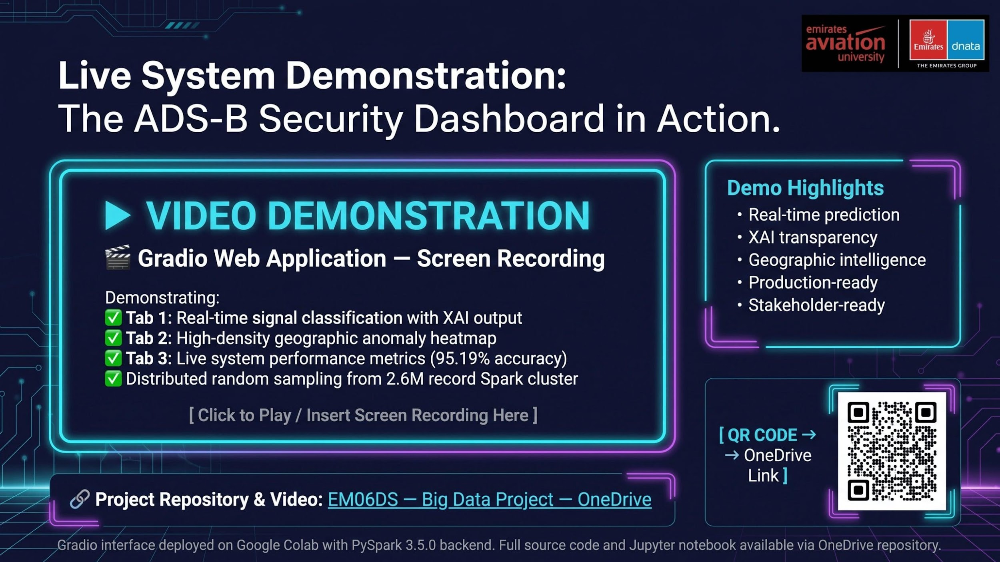 emirates
aviation
university
Emirates
dnata
THE EMIRATES GROUP
Live System Demonstration:
The ADS-B Security Dashboard in Action.
▶ VIDEO DEMONSTRATION
🎬 Gradio Web Application — Screen Recording
Demonstrating:
✅ Tab 1: Real-time signal classification with XAI output
✅ Tab 2: High-density geographic anomaly heatmap
✅ Tab 3: Live system performance metrics (95.19% accuracy)
✅ Distributed random sampling from 2.6M record Spark cluster
[ Click to Play / Insert Screen Recording Here ]
Demo Highlights
• Real-time prediction
• XAI transparency
• Geographic intelligence
• Production-ready
• Stakeholder-ready
[ QR CODE →
→ OneDrive
Link ]
🔗 Project Repository & Video: EM06DS — Big Data Project — OneDrive
Gradio interface deployed on Google Colab with PySpark 3.5.0 backend. Full source code and Jupyter notebook available via OneDrive repository.